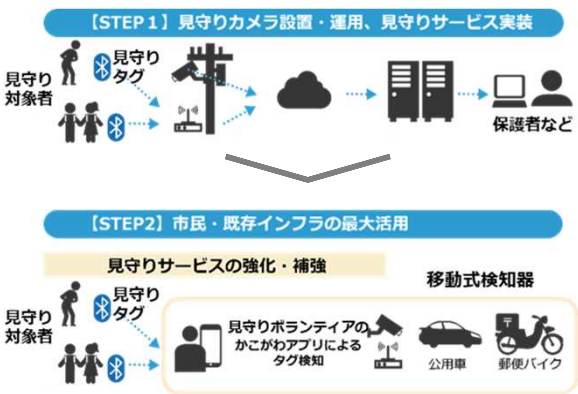 【STEP１】見守りカメラ設置・運用、見守りサービス実装
見守り
タグ
見守り
対象者
保護者など
【STEP2】市民・既存インフラの最大活用
見守りサービスの強化・補強
移動式検知器
見守り
タグ
見守り
対象者
見守りボランティアの
かこがわアプリによる
タグ検知
公用車
郵便バイク